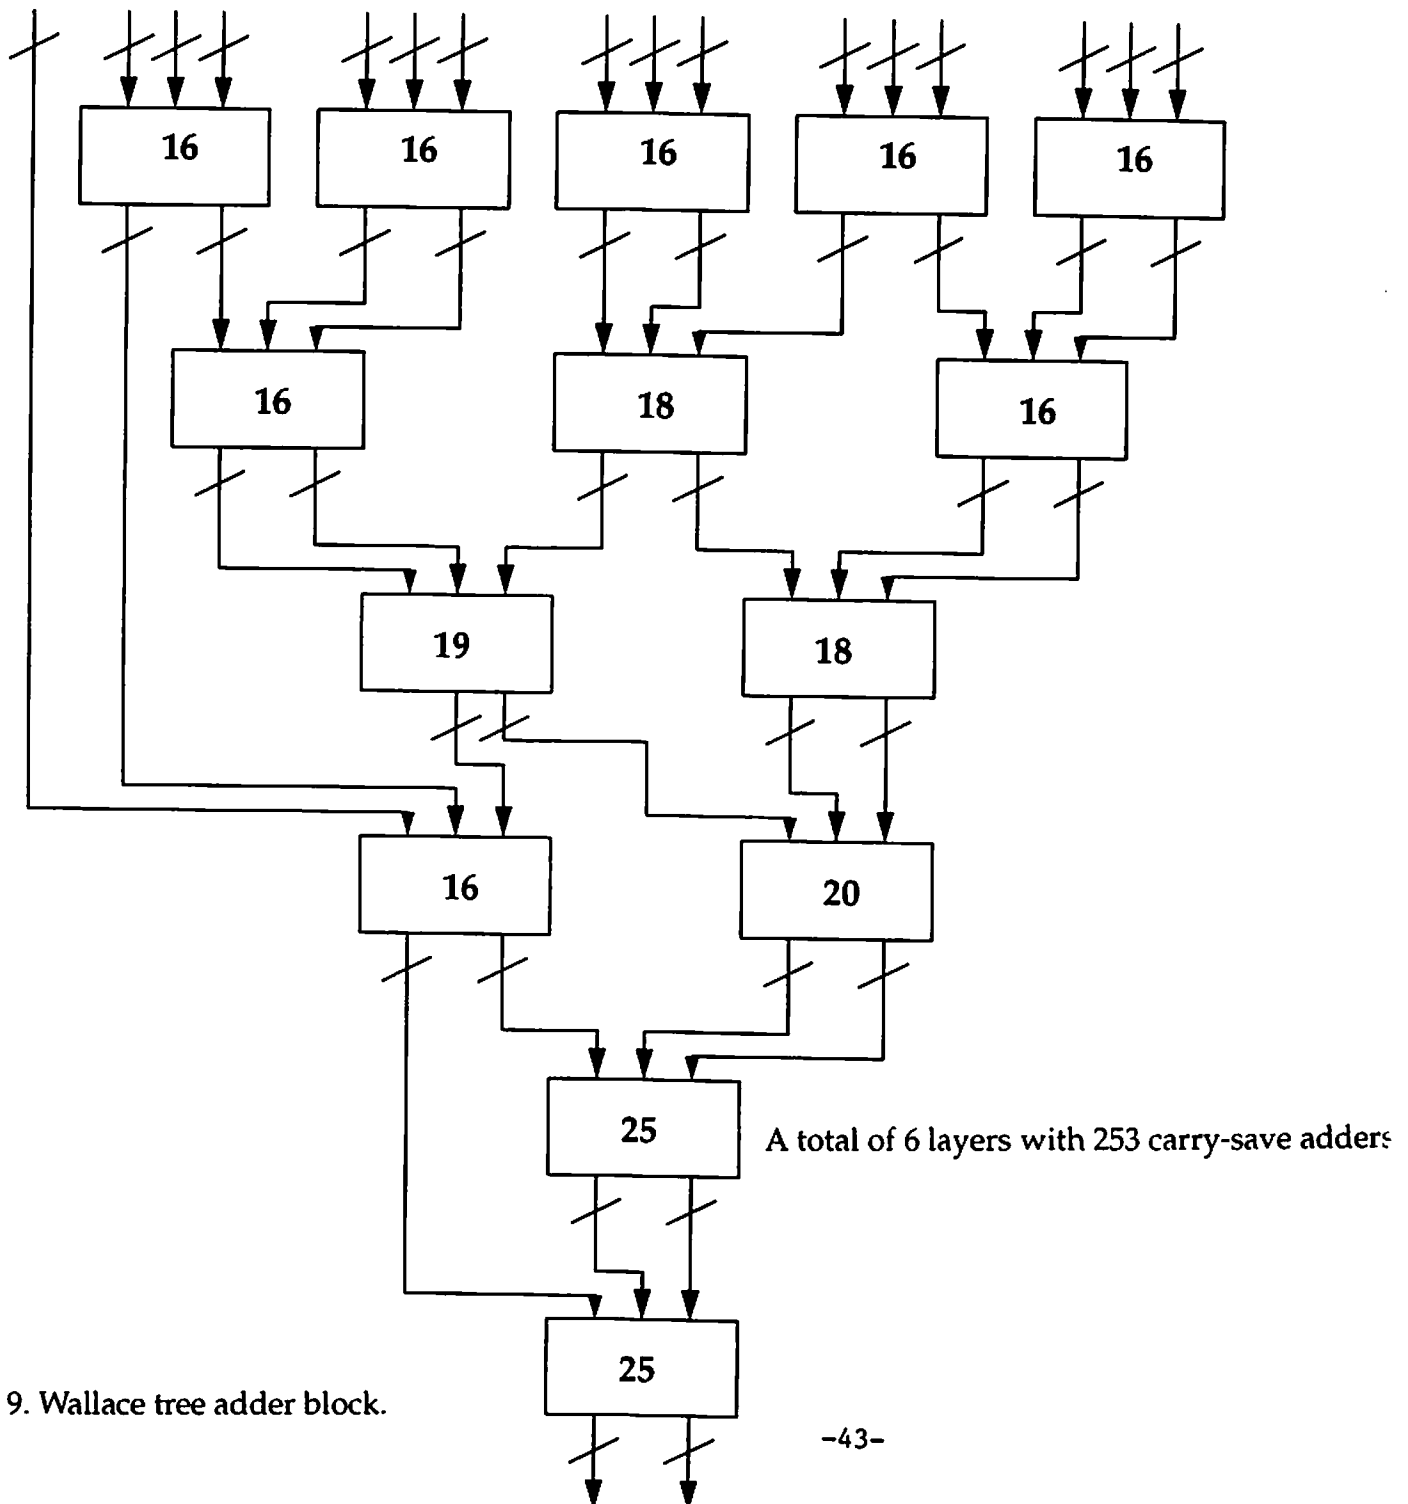 16 16 16 16 16
16 18 16
19 18
16 20
25
A total of 6 layers with 253 carry-save adders
25
9. Wallace tree adder block.
-43-